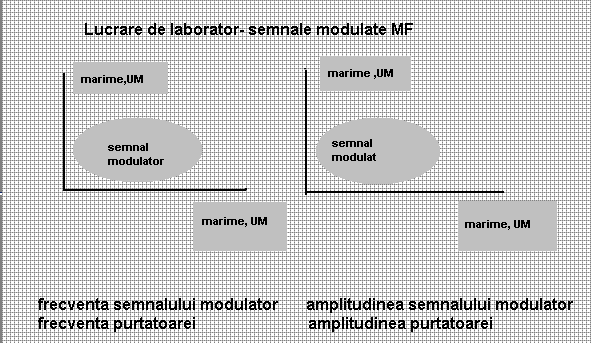 Lucrare de laborator- semnale modulate MF
marime,UM
marime ,UM
semnal
modulator
semnal
modulat
marime, UM
marime, UM
frecventa semnalului modulator
frecventa purtatoarei
amplitudinea semnalului modulator
amplitudinea purtatoarei